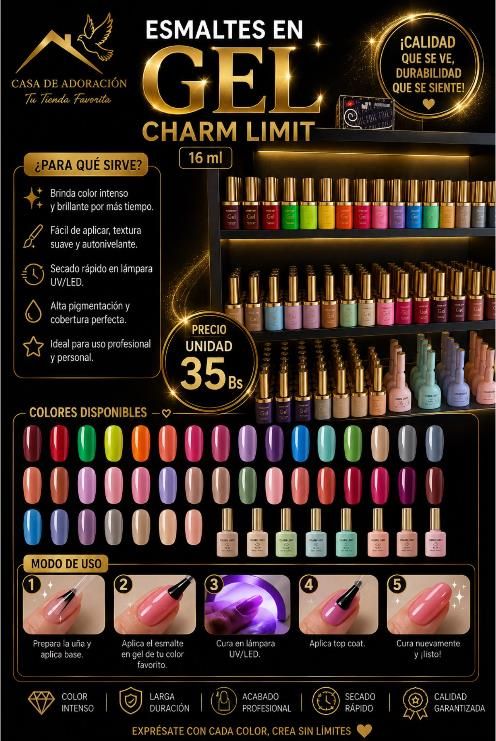 CASA DE ADORACIÓN
Tu Tienda Favorita
ESMALTES EN
GEL
CHARM LIMIT
16 ml
¡CALIDAD
QUE SE VE,
DURABILIDAD
QUE SE SIENTE!
¿PARA QUÉ SIRVE?
Brinda color intenso
y brillante por más tiempo.
Fácil de aplicar, textura
suave y autonivelante.
Secado rápido en lámpara
UV/LED.
Alta pigmentación y
cobertura perfecta.
Ideal para uso profesional
y personal.
PRECIO
UNIDAD
35 Bs
COLORES DISPONIBLES
MODO DE USO
1
Prepara la uña y
aplica base.
2
Aplica el esmalte
en gel de tu color
favorito.
3
Cura en lámpara
UV/LED.
4
Aplica top coat.
5
Cura nuevamente
y ¡listo!
COLOR
INTENSO
LARGA
DURACIÓN
ACABADO
PROFESIONAL
SECADO
RÁPIDO
CALIDAD
GARANTIZADA
EXPRÉSATE CON CADA COLOR, CREA SIN LÍMITES